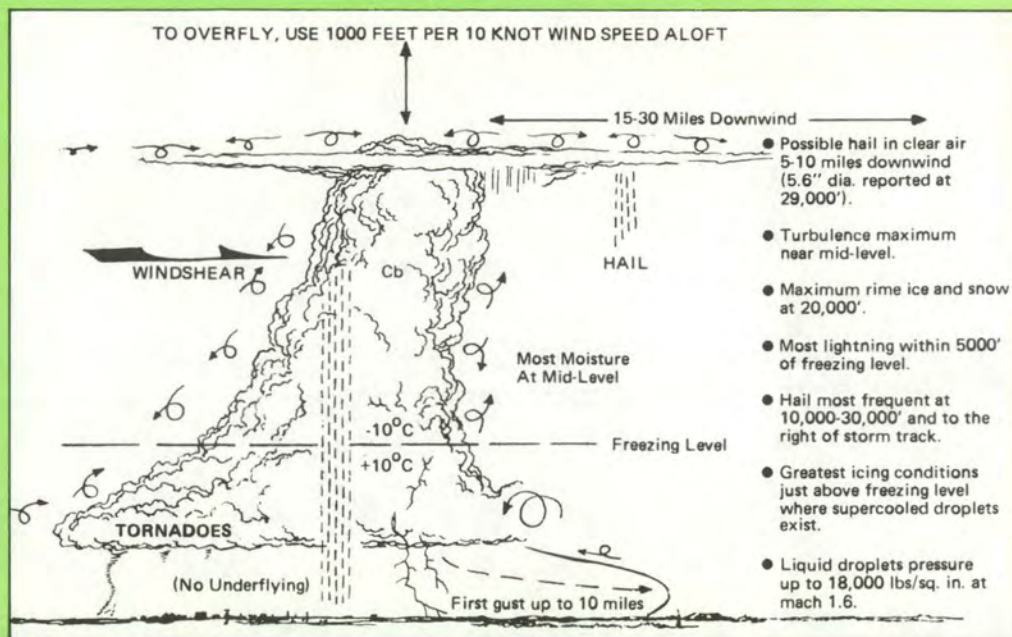 TO OVERFLY, USE 1000 FEET PER 10 KNOT WIND SPEED ALOFT
15-30 Miles Downwind
WINDSHEAR
Cb
HAIL
Most Moisture
At Mid-Level
-10°C
Freezing Level
+10°C
TORNADOES
(No Underflying)
First gust up to 10 miles
• Possible hail in clear air
5-10 miles downwind
(5.6" dia. reported at
29,000').
• Turbulence maximum
near mid-level.
• Maximum rime ice and snow
at 20,000'.
• Most lightning within 5000'
of freezing level.
• Hail most frequent at
10,000-30,000' and to the
right of storm track.
• Greatest icing conditions
just above freezing level
where supercooled droplets
exist.
• Liquid droplets pressure
up to 18,000 lbs/sq. in. at
mach 1.6.